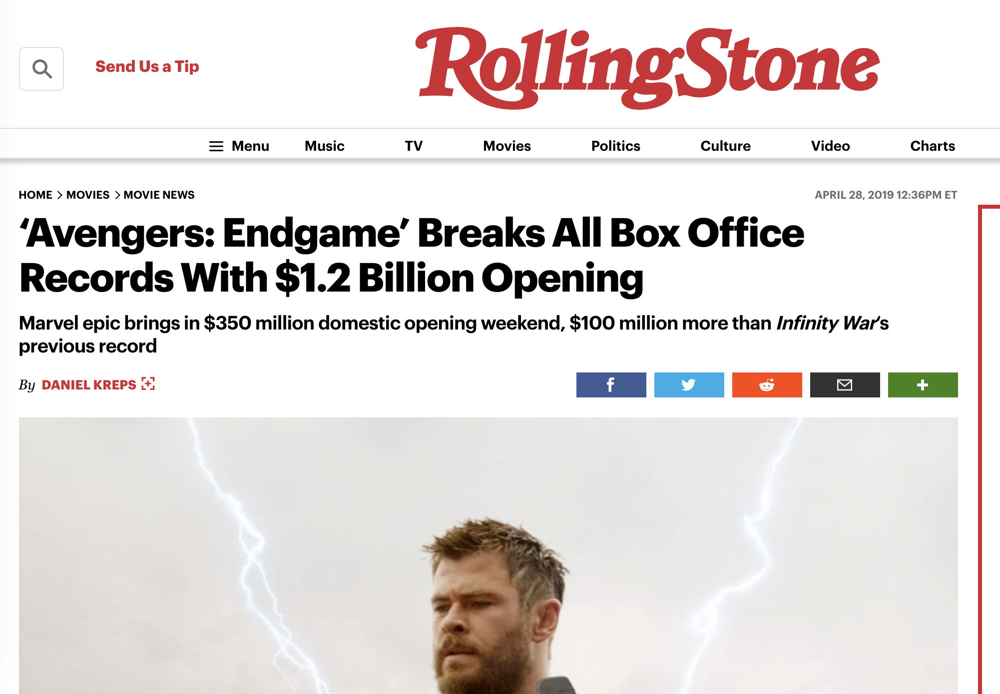 RollingStone
Send Us a Tip
Menu Music TV Movies Politics Culture Video Charts
HOME > MOVIES > MOVIE NEWS
APRIL 28, 2019 12:36PM ET
‘Avengers: Endgame’ Breaks All Box Office
Records With $1.2 Billion Opening
Marvel epic brings in $350 million domestic opening weekend, $100 million more than Infinity War‘s
previous record
By DANIEL KREPS